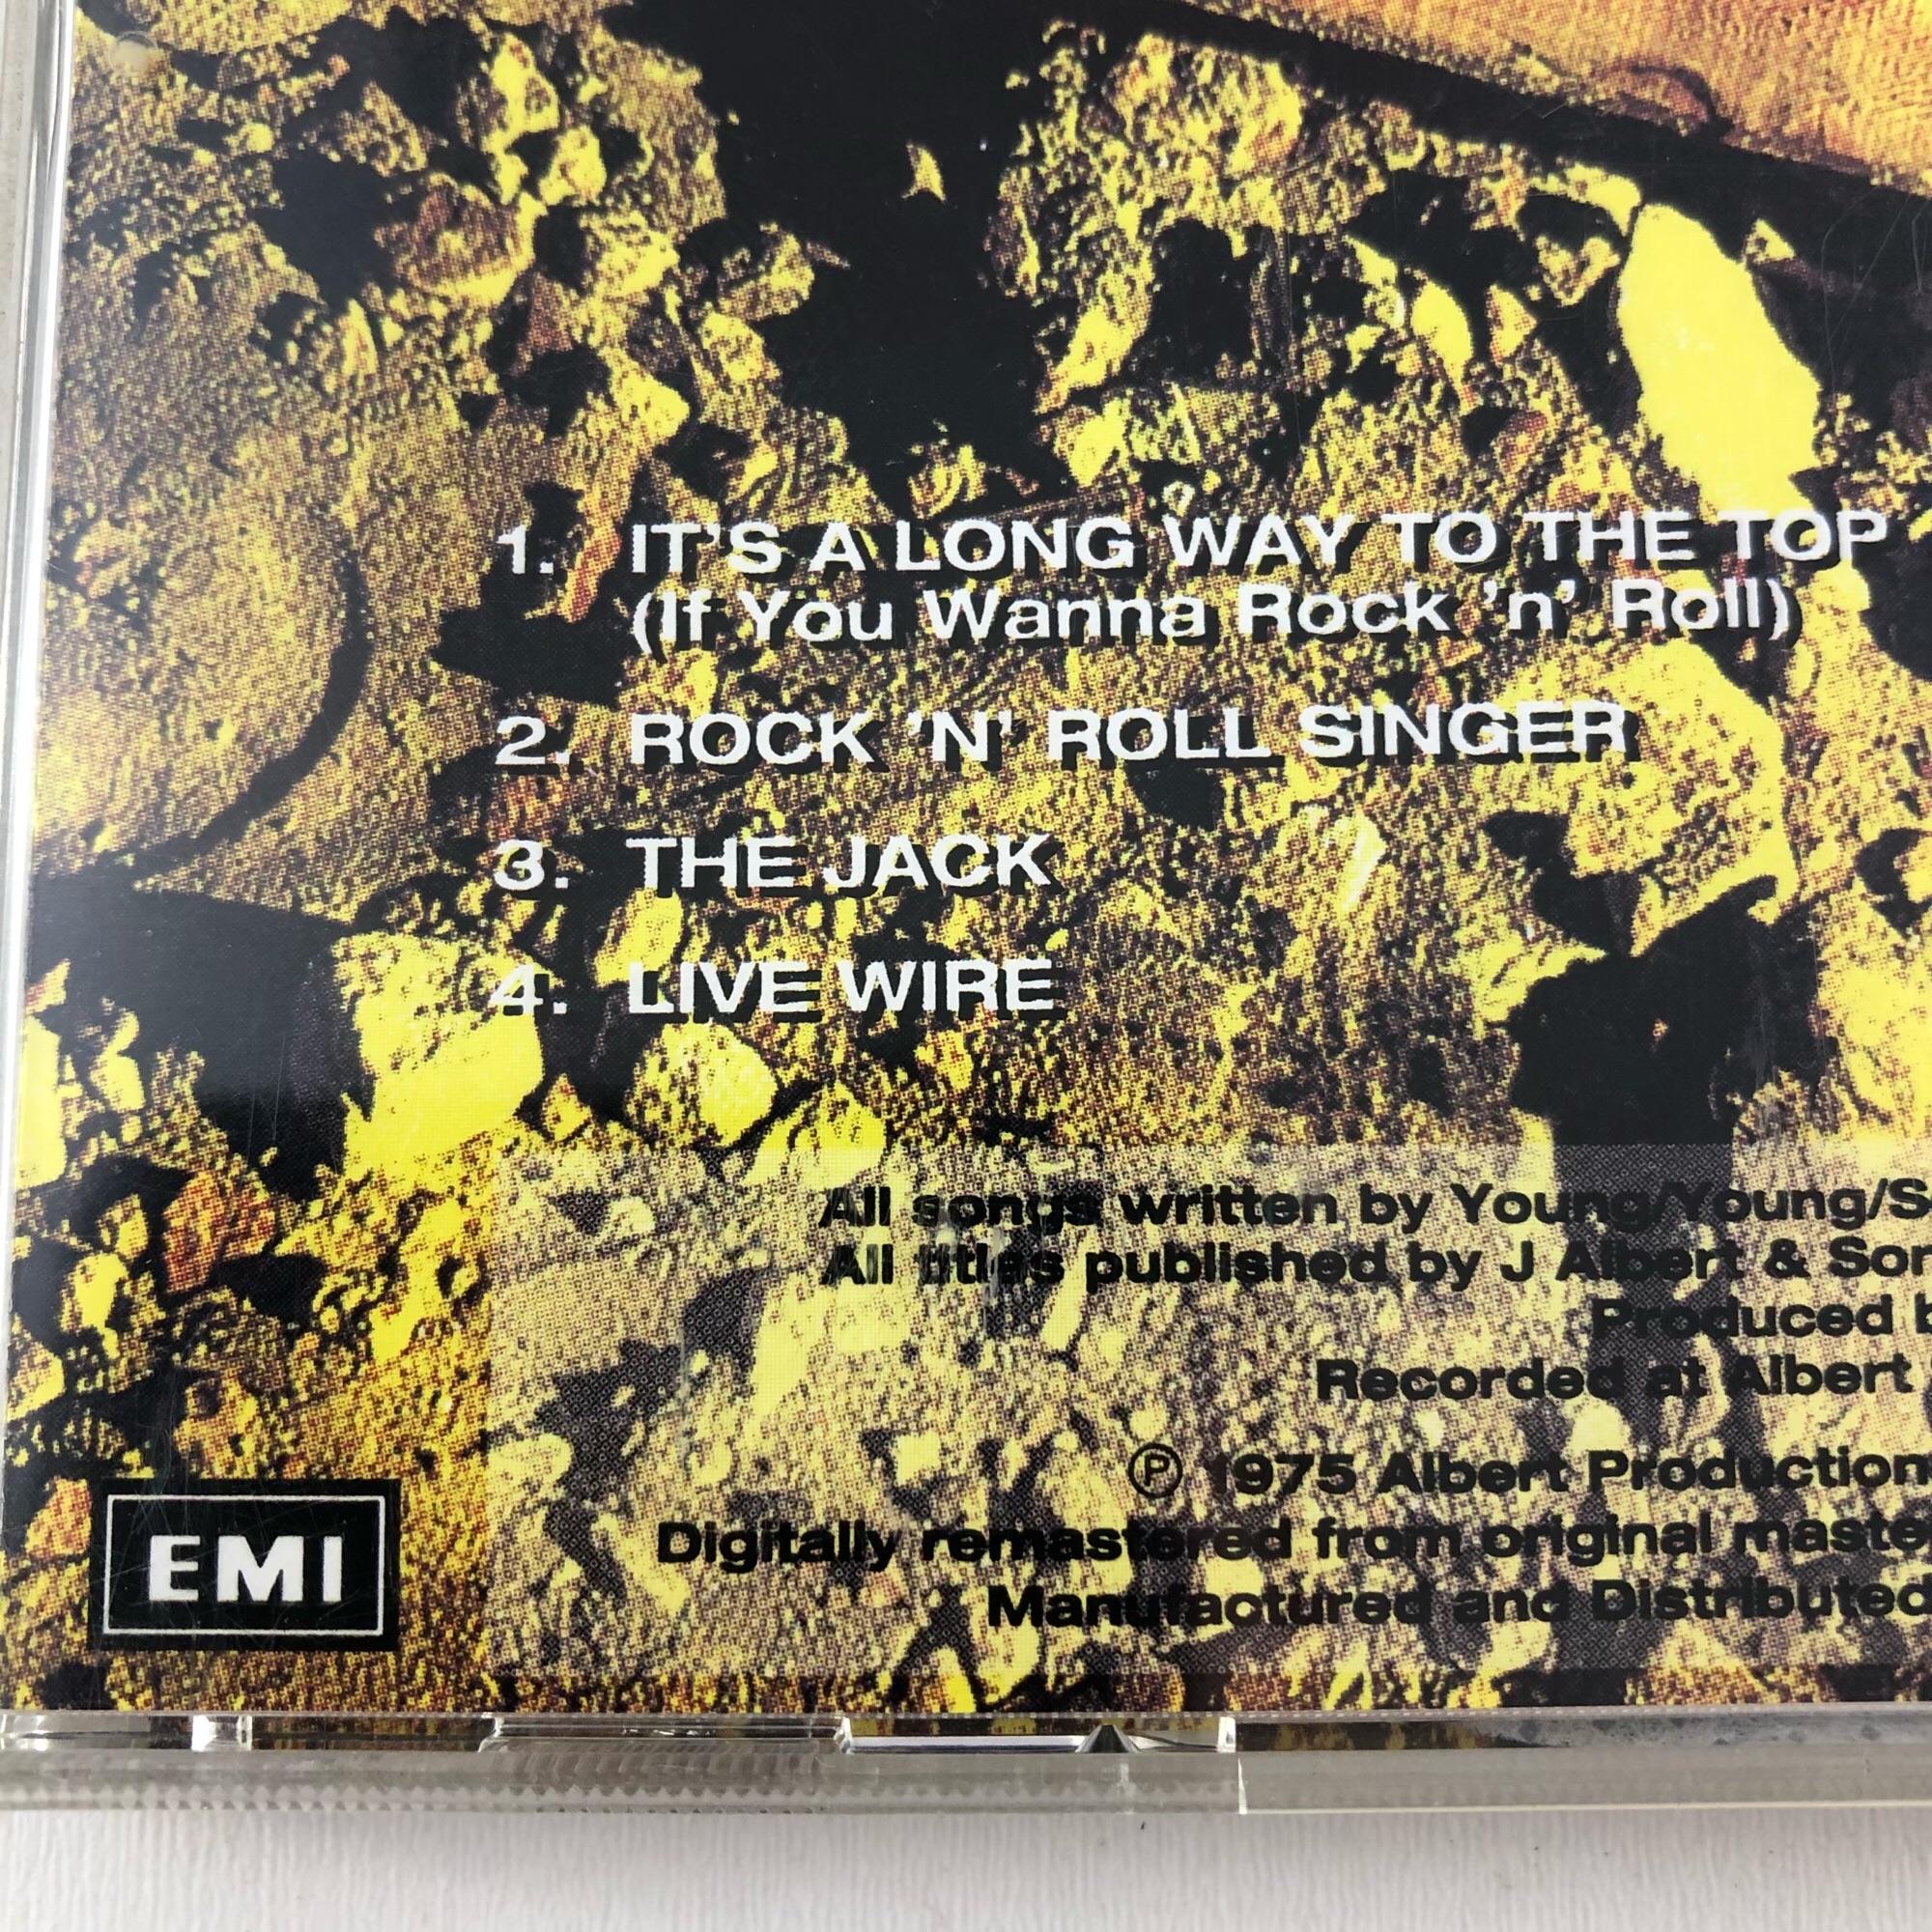 1. IT'S A LONG WAY TO THE TOP
(If You Wanna Rock 'n' Roll)
2. ROCK 'N' ROLL SINGER
3. THE JACK
4. LIVE WIRE
All songs written by Young/Young/S
All titles published by J Albert & Son
Produced b
Recorded at Albert
Ⓟ 1975 Albert Production
Digitally remastered from original maste
Manufactured and Distributed
EMI